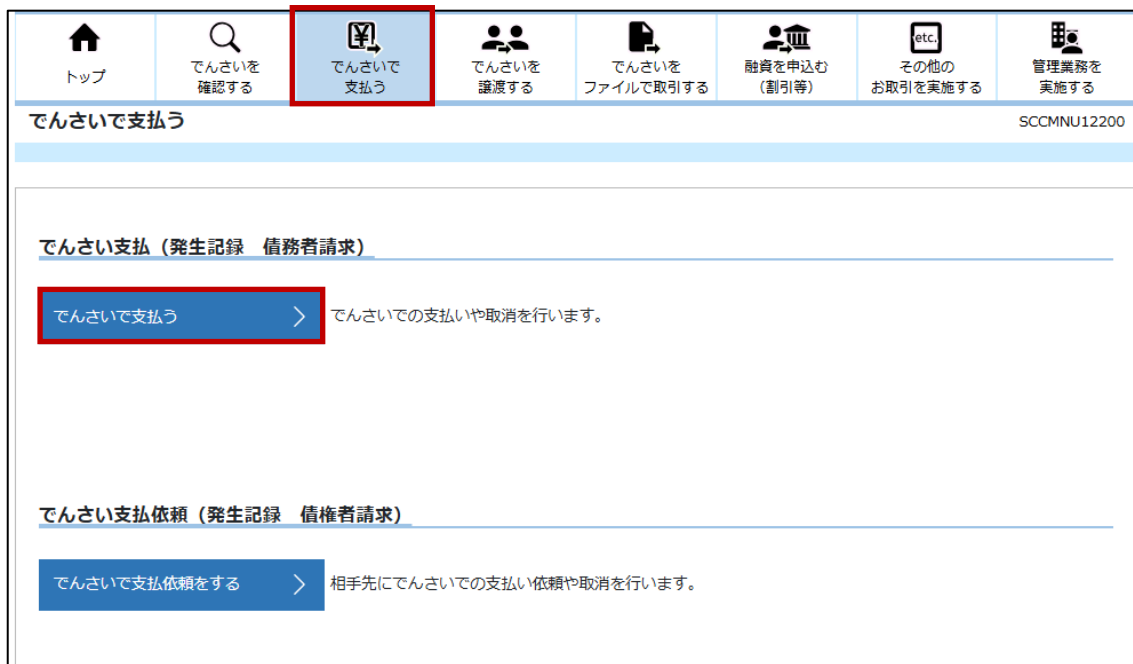 トップ
でんさいを
確認する
でんさいで
支払う
でんさいを
譲渡する
でんさいを
ファイルで取引する
融資を申込む
(割引等)
etc.
その他の
お取引を実施する
管理業務を
実施する
でんさいで支払う
SCCMNU12200
でんさい支払(発生記録 債務者請求)
でんさいで支払う
でんさいでの支払いや取消を行います。
でんさい支払依頼(発生記録 債権者請求)
でんさいで支払依頼をする
相手先にでんさいでの支払い依頼や取消を行います。